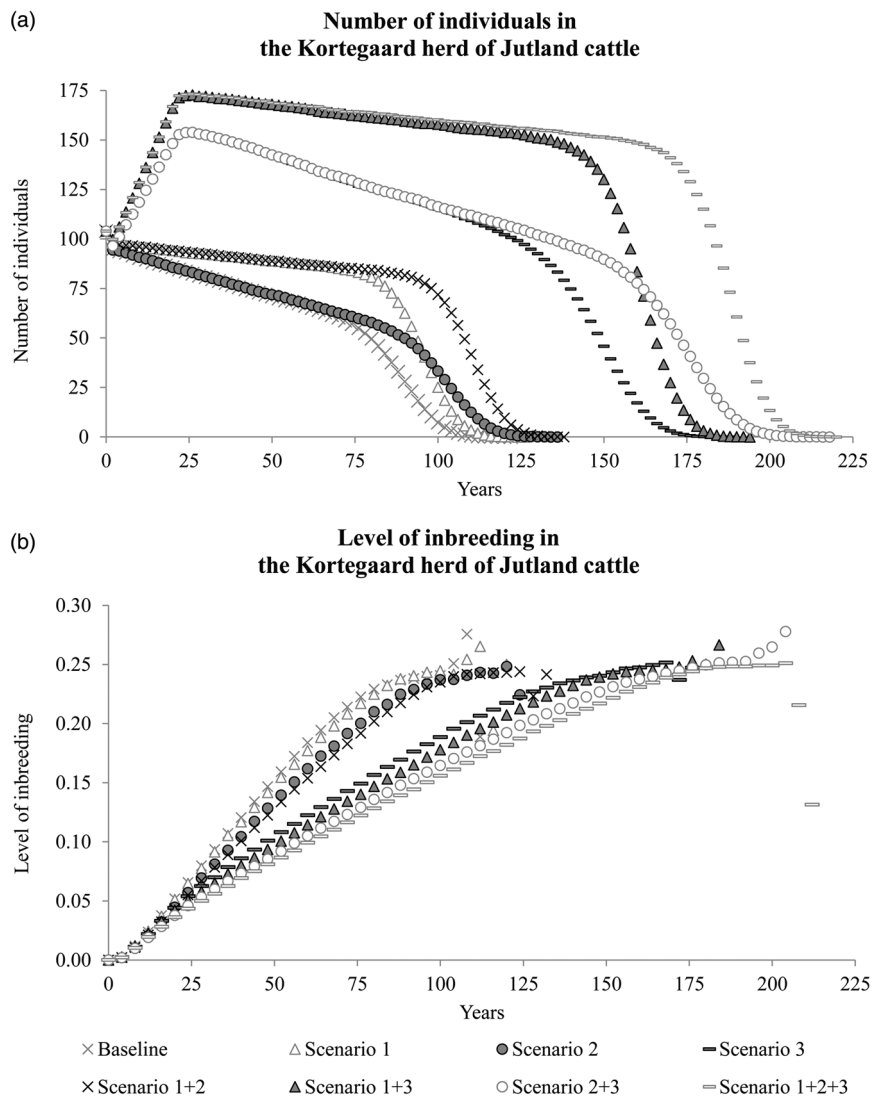 (a)
Number of individuals in
the Kortegaard herd of Jutland cattle
175
150
125
100
75
50
25
0
Number of individuals
0 25 50 75 100 125 150 175 200 225
Years
(b)
Level of inbreeding in
the Kortegaard herd of Jutland cattle
0.30
0.25
0.20
0.15
0.10
0.05
0.00
Level of inbreeding
0 25 50 75 100 125 150 175 200 225
Years
Baseline Scenario 1 Scenario 2 Scenario 3
Scenario 1+2 Scenario 1+3 Scenario 2+3 Scenario 1+2+3